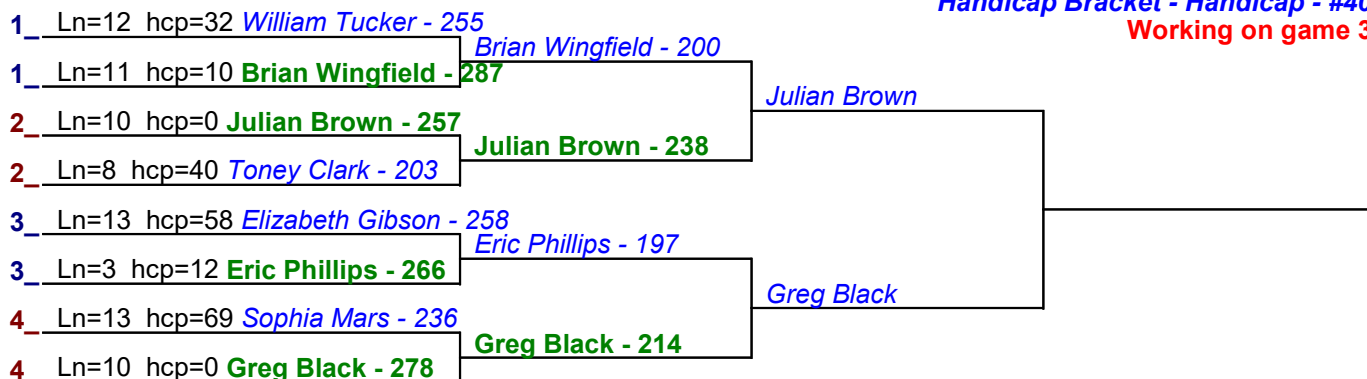 Handicap Bracket - Handicap - #40
Working on game 3
1_ Ln=12 hcp=32 William Tucker - 255
Brian Wingfield - 200
1_ Ln=11 hcp=10 Brian Wingfield - 287
Julian Brown
2_ Ln=10 hcp=0 Julian Brown - 257
Julian Brown - 238
2_ Ln=8 hcp=40 Toney Clark - 203
3_ Ln=13 hcp=58 Elizabeth Gibson - 258
Eric Phillips - 197
3_ Ln=3 hcp=12 Eric Phillips - 266
Greg Black
4_ Ln=13 hcp=69 Sophia Mars - 236
Greg Black - 214
4 Ln=10 hcp=0 Greg Black - 278